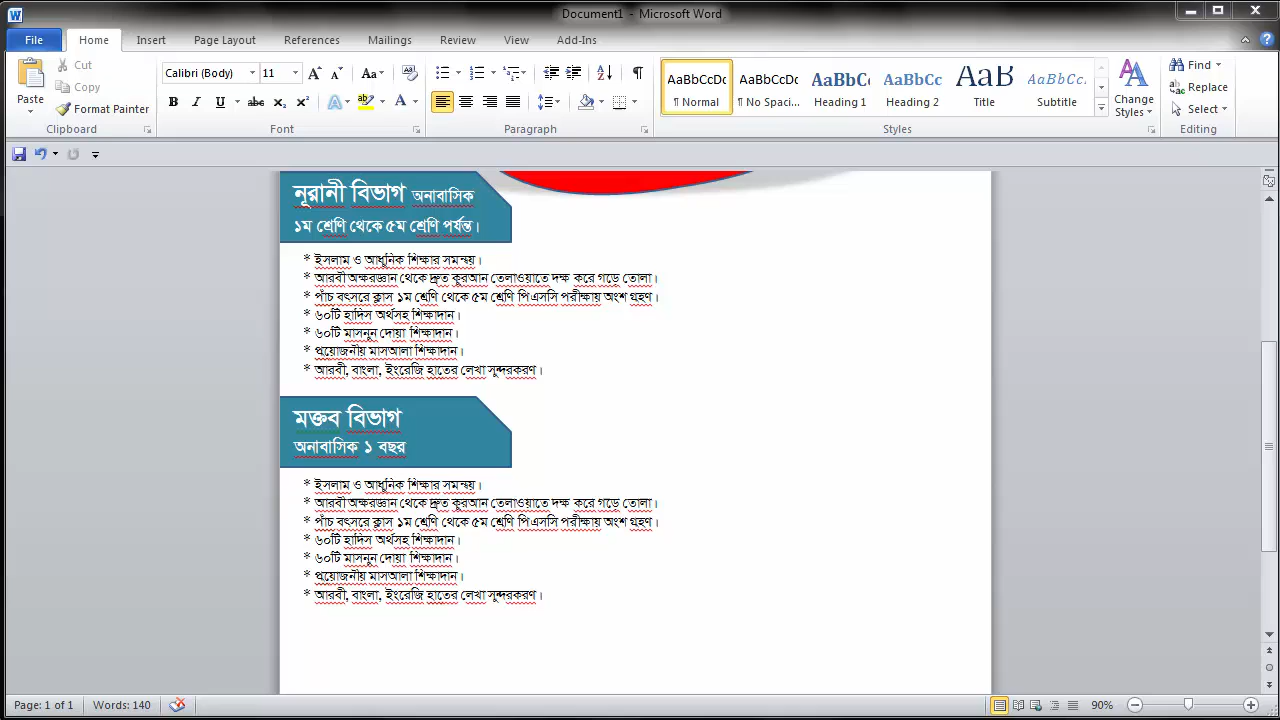 Document1 - Microsoft Word
File Home Insert Page Layout References Mailings Review View Add-Ins
Paste
Cut
Copy
Format Painter
Calibri (Body) 11
AaBbCcDc AaBbCcDc AaBbC AaBbCc AaB AaBbCc.
¶ Normal ¶ No Spaci... Heading 1 Heading 2 Title Subtitle
Change Styles
Find
Replace
Select
Clipboard Font Paragraph Styles Editing
নূরানী বিভাগ অনাবাসিক
১ম শ্রেণি থেকে ৫ম শ্রেণি পর্যন্ত।
* ইসলাম ও আধুনিক শিক্ষার সমন্বয়।
* আরবী অক্ষরজ্ঞান থেকে দ্রুত কুরআন তেলাওয়াতে দক্ষ করে গড়ে তোলা।
* পাঁচ বৎসরে ক্লাস ১ম শ্রেণি থেকে ৫ম শ্রেণি পিএসসি পরীক্ষায় অংশ গ্রহণ।
* ৬০টি হাদিস অর্থসহ শিক্ষাদান।
* ৬০টি মাসনুন দোয়া শিক্ষাদান।
* প্রয়োজনীয় মাসআলা শিক্ষাদান।
* আরবী, বাংলা, ইংরেজি হাতের লেখা সুন্দরকরণ।
মক্তব বিভাগ
অনাবাসিক ১ বছর
* ইসলাম ও আধুনিক শিক্ষার সমন্বয়।
* আরবী অক্ষরজ্ঞান থেকে দ্রুত কুরআন তেলাওয়াতে দক্ষ করে গড়ে তোলা।
* পাঁচ বৎসরে ক্লাস ১ম শ্রেণি থেকে ৫ম শ্রেণি পিএসসি পরীক্ষায় অংশ গ্রহণ।
* ৬০টি হাদিস অর্থসহ শিক্ষাদান।
* ৬০টি মাসনুন দোয়া শিক্ষাদান।
* প্রয়োজনীয় মাসআলা শিক্ষাদান।
* আরবী, বাংলা, ইংরেজি হাতের লেখা সুন্দরকরণ।
Page: 1 of 1 Words: 140 90%